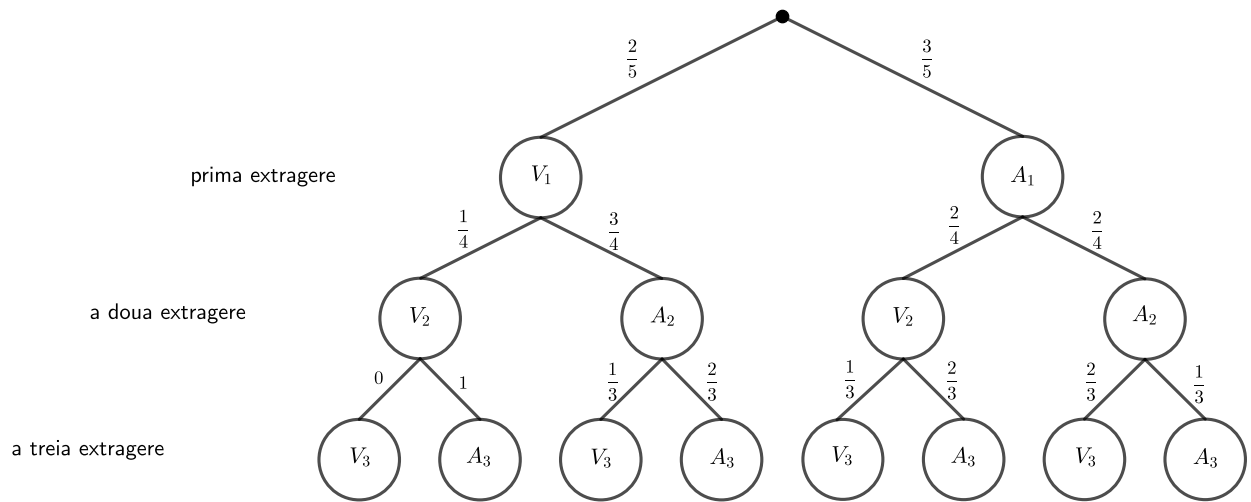 2/5 3/5
prima extragere V₁ A₁
1/4 3/4 2/4 2/4
a doua extragere V₂ A₂ V₂ A₂
0 1 1/3 2/3 1/3 2/3 2/3 1/3
a treia extragere V₃ A₃ V₃ A₃ V₃ A₃ V₃ A₃